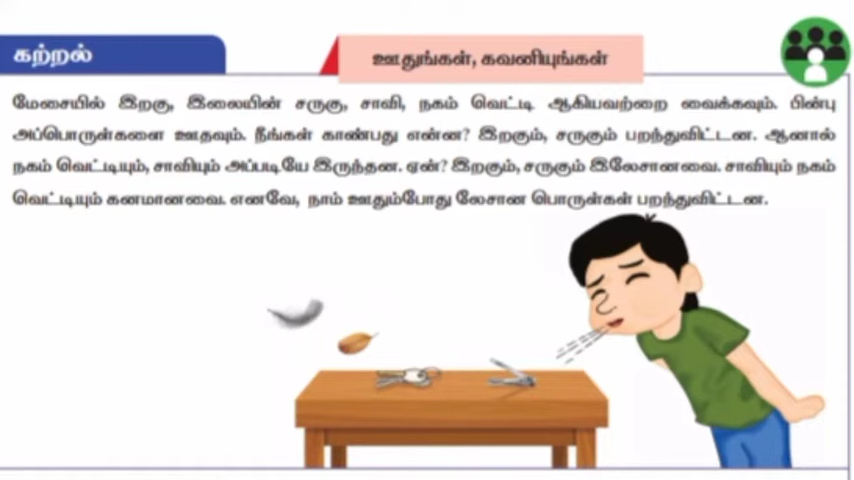 கற்றல்
ஊதுங்கள், கவனியுங்கள்
மேசையில் இறகு, இலையின் சருகு, சாவி, நகம் வெட்டி ஆகியவற்றை வைக்கவும். பின்பு
அப்பொருள்களை ஊதவும். நீங்கள் காண்பது என்ன? இறகும், சருகும் பறந்துவிட்டன. ஆனால்
நகம் வெட்டியும், சாவியும் அப்படியே இருந்தன. ஏன்? இறகும், சருகும் இலேசானவை. சாவியும் நகம்
வெட்டியும் கனமானவை. எனவே, நாம் ஊதும்போது லேசான பொருள்கள் பறந்துவிட்டன.